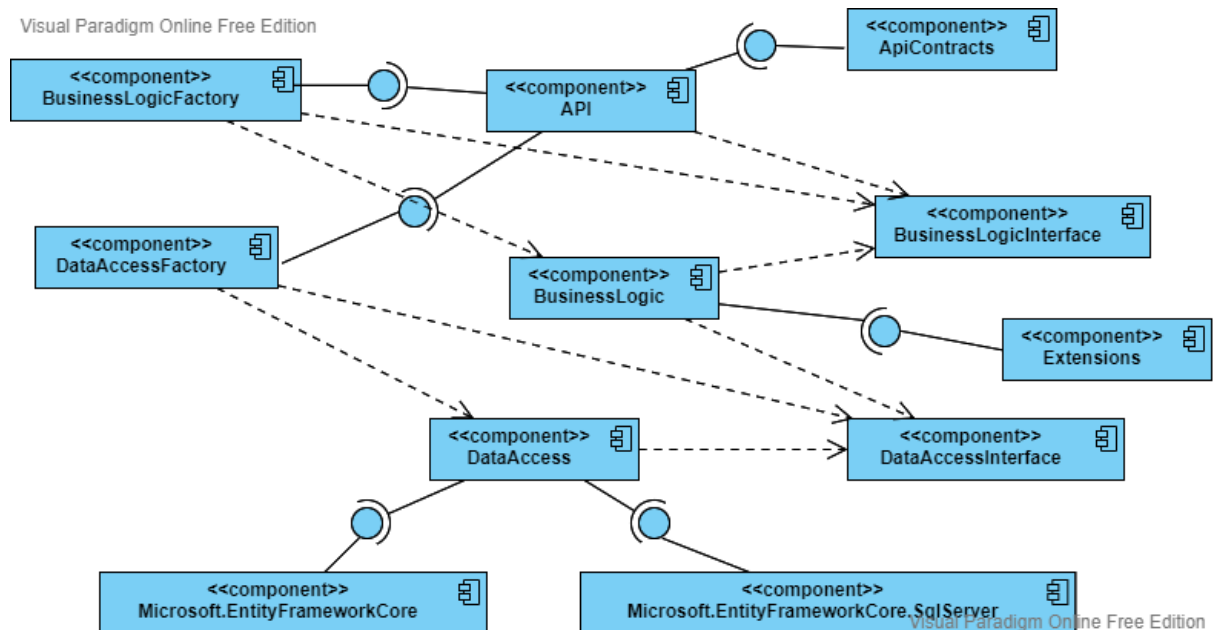 Visual Paradigm Online Free Edition
<<component>>
ApiContracts
<<component>>
BusinessLogicFactory
<<component>>
API
<<component>>
BusinessLogicInterface
<<component>>
DataAccessFactory
<<component>>
BusinessLogic
<<component>>
Extensions
<<component>>
DataAccess
<<component>>
DataAccessInterface
<<component>>
Microsoft.EntityFrameworkCore
<<component>>
Microsoft.EntityFrameworkCore.SqlServer
Visual Paradigm Online Free Edition